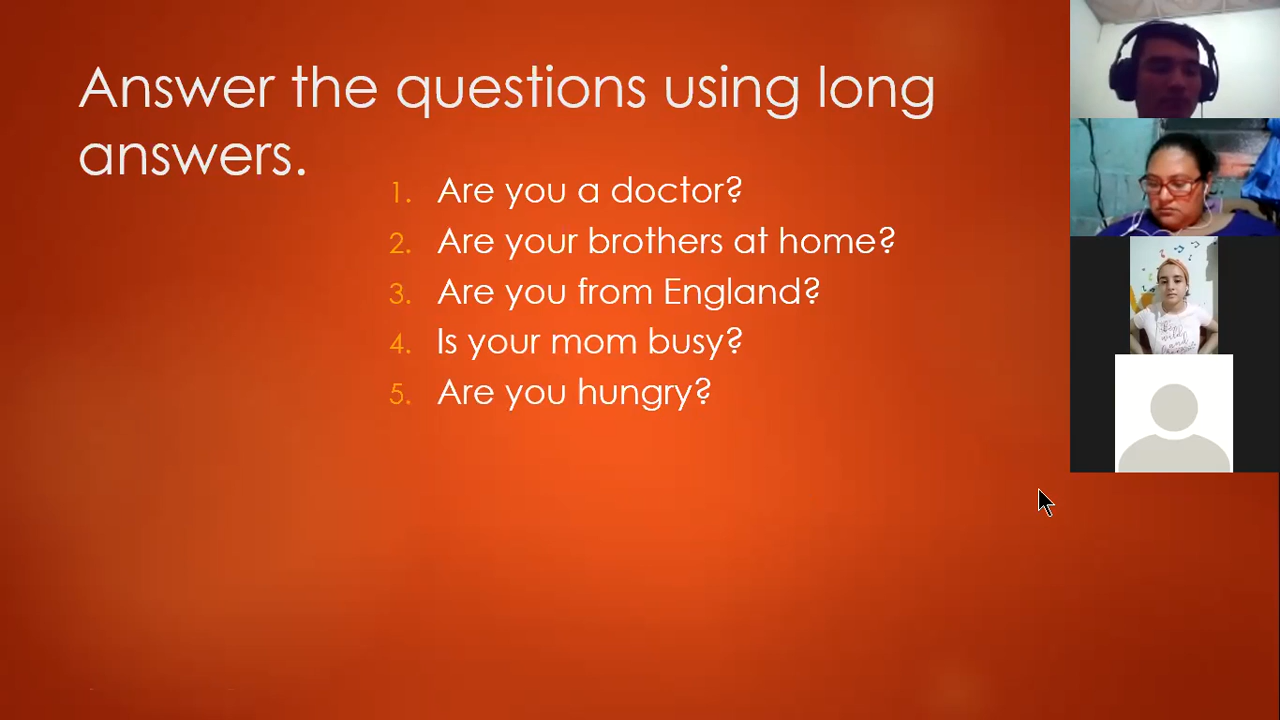 Answer the questions using long
answers.
1. Are you a doctor?
2. Are your brothers at home?
3. Are you from England?
4. Is your mom busy?
5. Are you hungry?